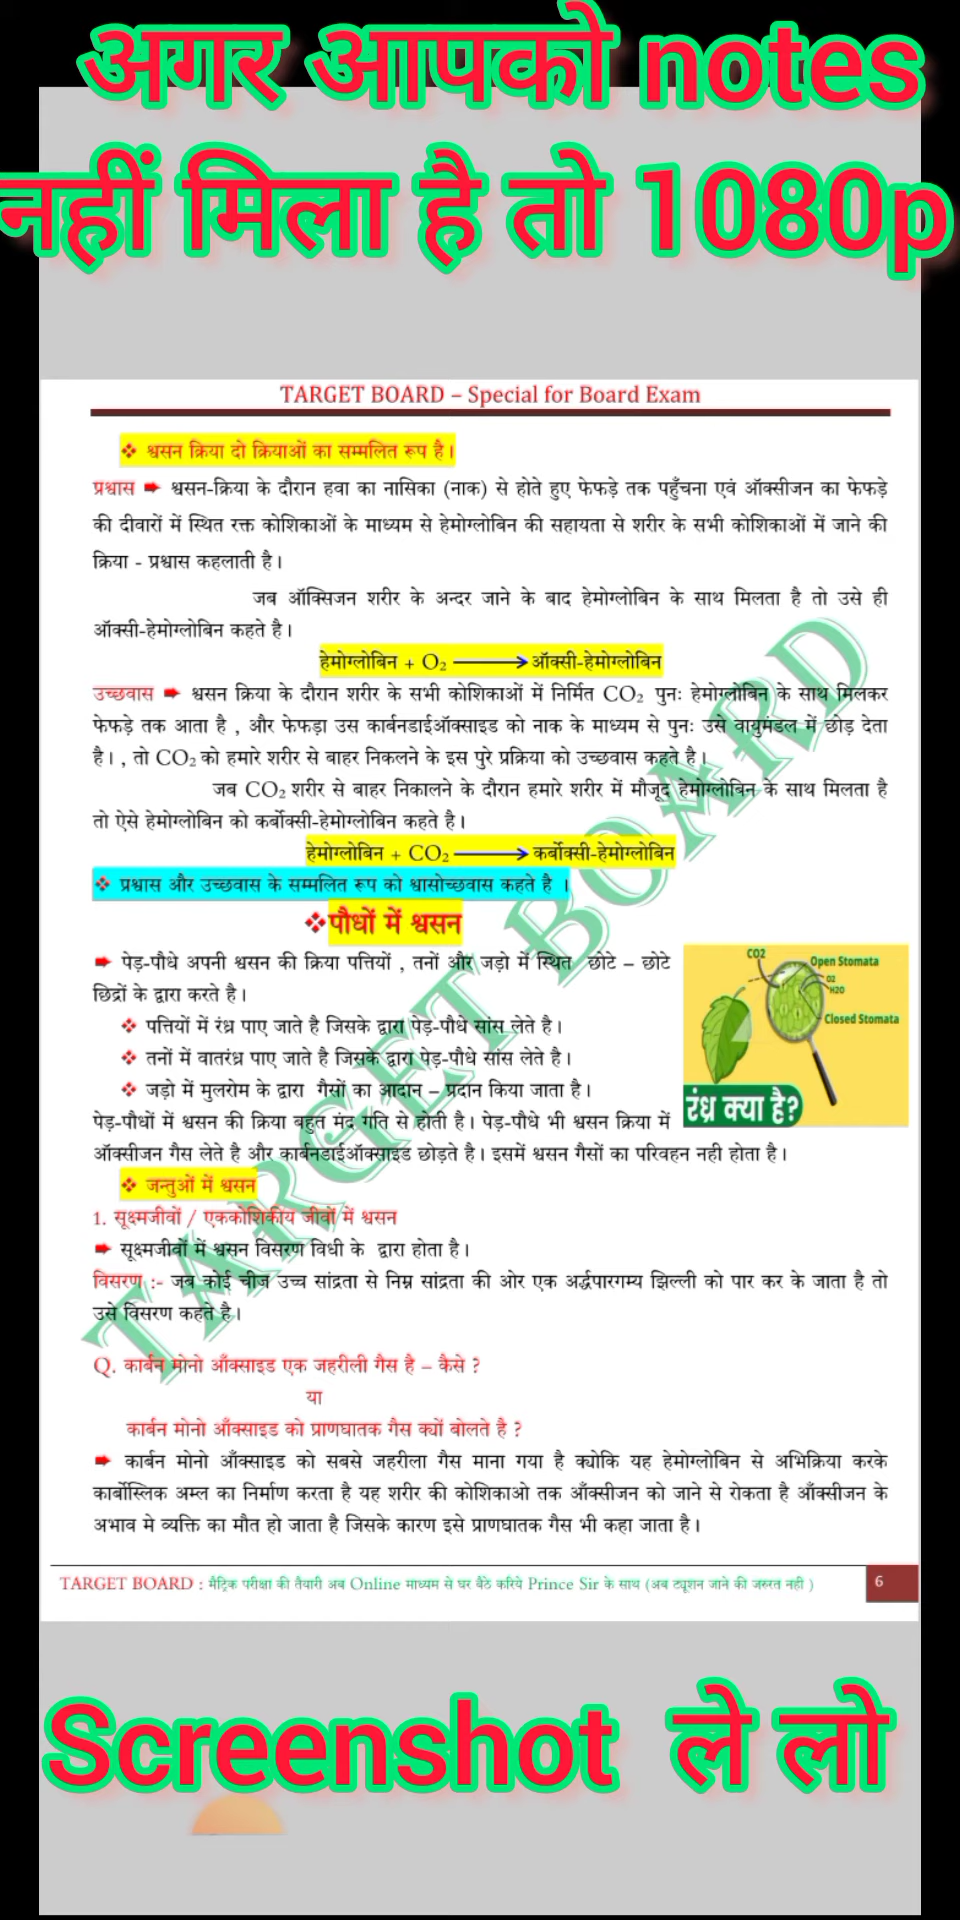 अगर आपको notes
नहीं मिला है तो 1080p
TARGET BOARD – Special for Board Exam
❖ श्वसन क्रिया दो क्रियाओं का सम्मलित रूप है।
प्रश्वास ➨ श्वसन-क्रिया के दौरान हवा का नासिका (नाक) से होते हुए फेफड़े तक पहुँचना एवं ऑक्सीजन का फेफड़े
की दीवारों में स्थित रक्त कोशिकाओं के माध्यम से हेमोग्लोबिन की सहायता से शरीर के सभी कोशिकाओं में जाने की
क्रिया - प्रश्वास कहलाती है।
जब ऑक्सिजन शरीर के अन्दर जाने के बाद हेमोग्लोबिन के साथ मिलता है तो उसे ही
ऑक्सी-हेमोग्लोबिन कहते है।
हेमोग्लोबिन + O₂ ⟶ ऑक्सी-हेमोग्लोबिन
उच्छवास ➨ श्वसन क्रिया के दौरान शरीर के सभी कोशिकाओं में निर्मित CO₂ पुनः हेमोग्लोबिन के साथ मिलकर
फेफड़े तक आता है , और फेफड़ा उस कार्बनडाईऑक्साइड को नाक के माध्यम से पुनः उसे वायुमंडल में छोड़ देता
है। , तो CO₂ को हमारे शरीर से बाहर निकलने के इस पुरे प्रक्रिया को उच्छवास कहते है।
जब CO₂ शरीर से बाहर निकालने के दौरान हमारे शरीर में मौजूद हेमोग्लोबिन के साथ मिलता है
तो ऐसे हेमोग्लोबिन को कर्बोक्सी-हेमोग्लोबिन कहते है।
हेमोग्लोबिन + CO₂ ⟶ कर्बोक्सी-हेमोग्लोबिन
❖ प्रश्वास और उच्छवास के सम्मलित रूप को श्वासोच्छवास कहते है ।
❖पौधों में श्वसन
➨ पेड़-पौधे अपनी श्वसन की क्रिया पत्तियों , तनों और जड़ो में स्थित छोटे – छोटे
छिद्रों के द्वारा करते है।
❖ पत्तियों में रंध्र पाए जाते है जिसके द्वारा पेड़-पौधे सांस लेते है।
❖ तनों में वातरंध्र पाए जाते है जिसके द्वारा पेड़-पौधे सांस लेते है।
❖ जड़ो में मुलरोम के द्वारा गैसों का आदान – प्रदान किया जाता है।
CO2
Open Stomata
O2
H2O
Closed Stomata
रंध्र क्या है?
पेड़-पौधों में श्वसन की क्रिया बहुत मंद गति से होती है। पेड़-पौधे भी श्वसन क्रिया में
ऑक्सीजन गैस लेते है और कार्बनडाईऑक्साइड छोड़ते है। इसमें श्वसन गैसों का परिवहन नही होता है।
❖ जन्तुओं में श्वसन
1. सूक्ष्मजीवों / एककोशिकीय जीवों में श्वसन
➨ सूक्ष्मजीवों में श्वसन विसरण विधी के द्वारा होता है।
विसरण :- जब कोई चीज उच्च सांद्रता से निम्न सांद्रता की ओर एक अर्द्धपारगम्य झिल्ली को पार कर के जाता है तो
उसे विसरण कहते है।
Q. कार्बन मोनो ऑंक्साइड एक जहरीली गैस है – कैसे ?
या
कार्बन मोनो ऑंक्साइड को प्राणघातक गैस क्यों बोलते है ?
➨ कार्बन मोनो ऑंक्साइड को सबसे जहरीला गैस माना गया है क्योकि यह हेमोग्लोबिन से अभिक्रिया करके
कार्बोस्लिक अम्ल का निर्माण करता है यह शरीर की कोशिकाओ तक ऑंक्सीजन को जाने से रोकता है ऑंक्सीजन के
अभाव मे व्यक्ति का मौत हो जाता है जिसके कारण इसे प्राणघातक गैस भी कहा जाता है।
TARGET BOARD
TARGET BOARD : मैट्रिक परीक्षा की तैयारी अब Online माध्यम से घर बैठे करिये Prince Sir के साथ (अब ट्यूशन जाने की जरुरत नही )
6
Screenshot ले लो